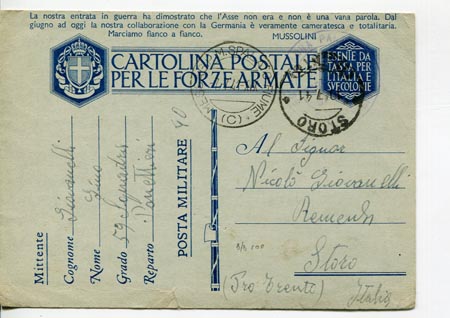 La nostra entrata in guerra ha dimostrato che l'Asse non era e non è una vana parola. Dal
giugno ad oggi la nostra collaborazione con la Germania è veramente cameratesca e totalitaria.
Marciamo fianco a fianco. MUSSOLINI
CARTOLINA POSTALE
PER LE FORZE ARMATE
ESENTE DA
TASSA PER
L'ITALIA E
SUE COLONIE
STORO
Mittente
Cognome Giovanelli
Nome Lino
Grado
Reparto
POSTA MILITARE 40
Al Signor
Nicolò Giovanelli
Storo
(Pro Trento) Italia